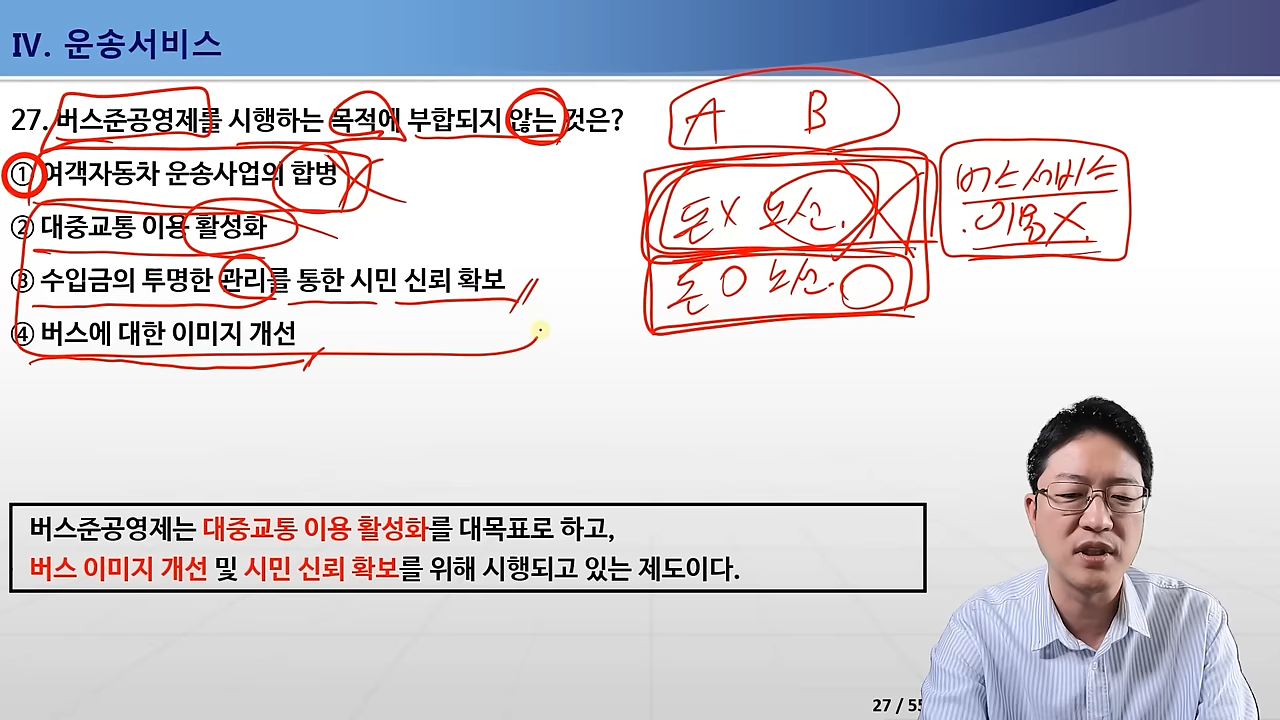 Ⅳ. 운송서비스
27. 버스준공영제를 시행하는 목적에 부합되지 않는 것은?
① 여객자동차 운송사업의 합병
② 대중교통 이용 활성화
③ 수입금의 투명한 관리를 통한 시민 신뢰 확보
④ 버스에 대한 이미지 개선
A B
돈 X 노선. X
돈 O 노선. O
버스 서비스
이용 X.
버스준공영제는 대중교통 이용 활성화를 대목표로 하고,
버스 이미지 개선 및 시민 신뢰 확보를 위해 시행되고 있는 제도이다.
27 / 55